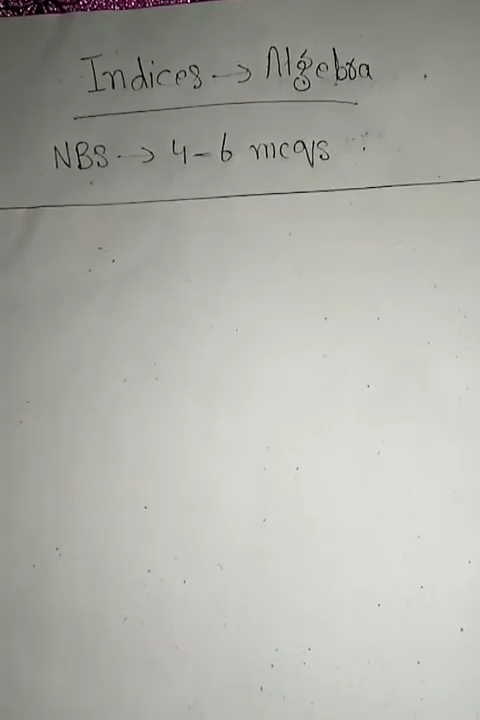 Indices → Algebra
NBS → 4-6 mcqs